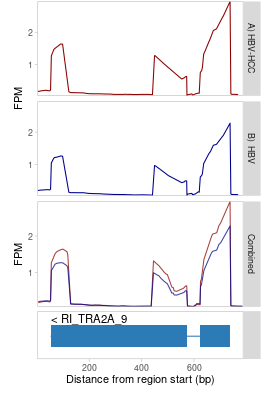 2
1
A) HBV-HCC
FPM
2
1
B) HBV
2
1
FPM
Combined
< RI_TRA2A_9
200 400 600
Distance from region start (bp)